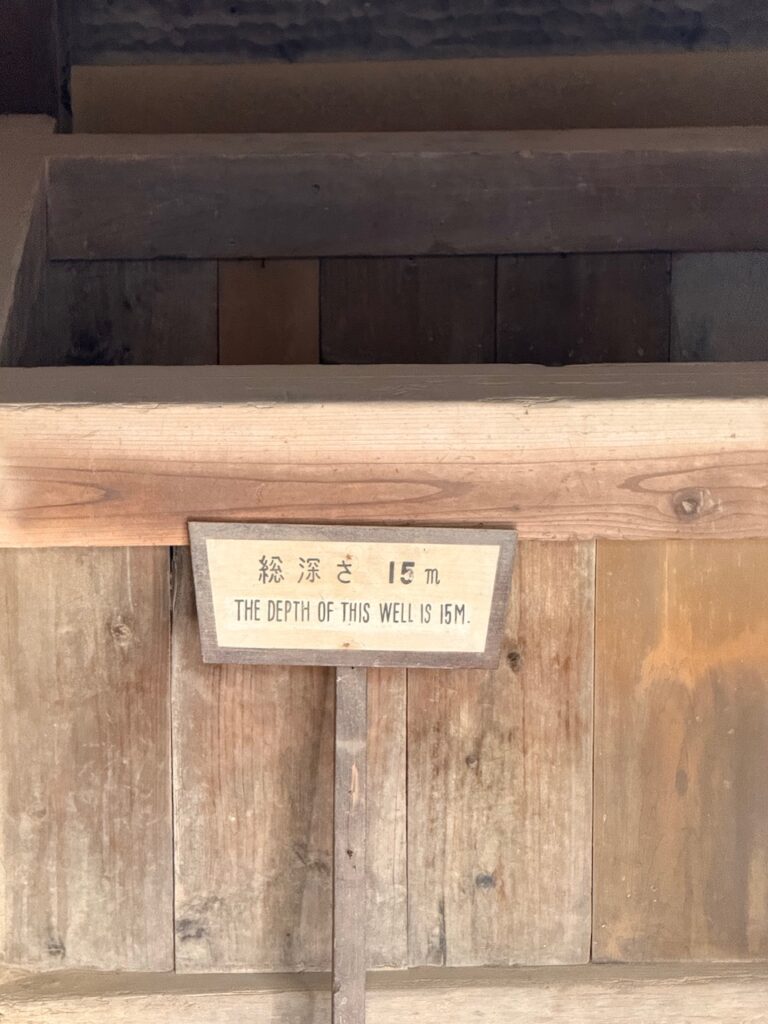 総深さ 15m
THE DEPTH OF THIS WELL IS 15M.